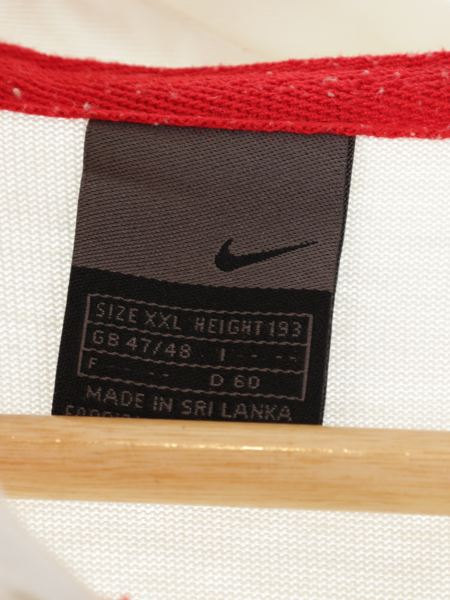 SIZE XXL HEIGHT 193
GB 47/48 I -- --
F -- -- D 60
MADE IN SRI LANKA